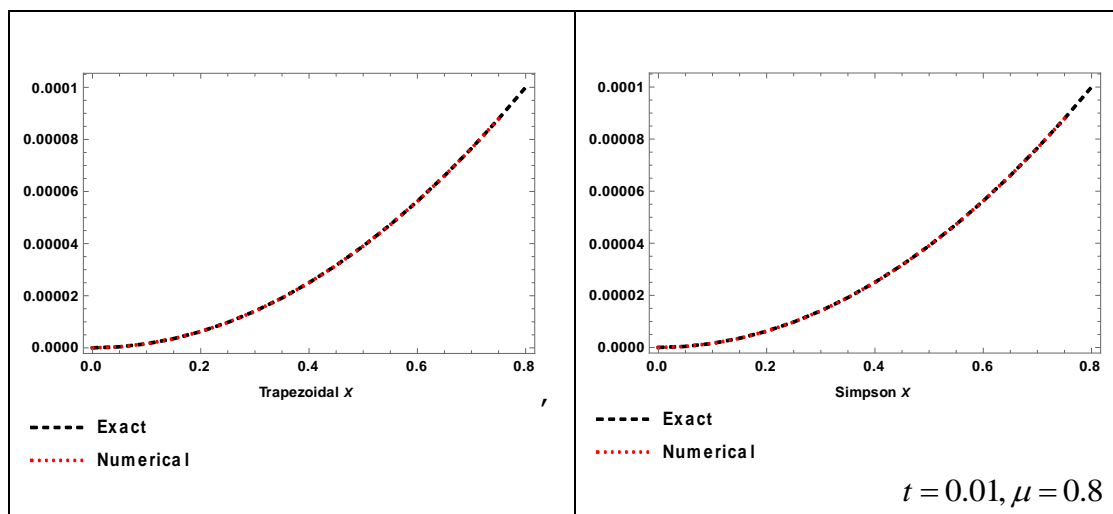 0.0001
0.00008
0.00006
0.00004
0.00002
0.0000
0.0 0.2 0.4 0.6 0.8
Trapezoidal x
Exact
Numerical
,
0.0001
0.00008
0.00006
0.00004
0.00002
0.0000
0.0 0.2 0.4 0.6 0.8
Simpson x
Exact
Numerical
t = 0.01, μ = 0.8